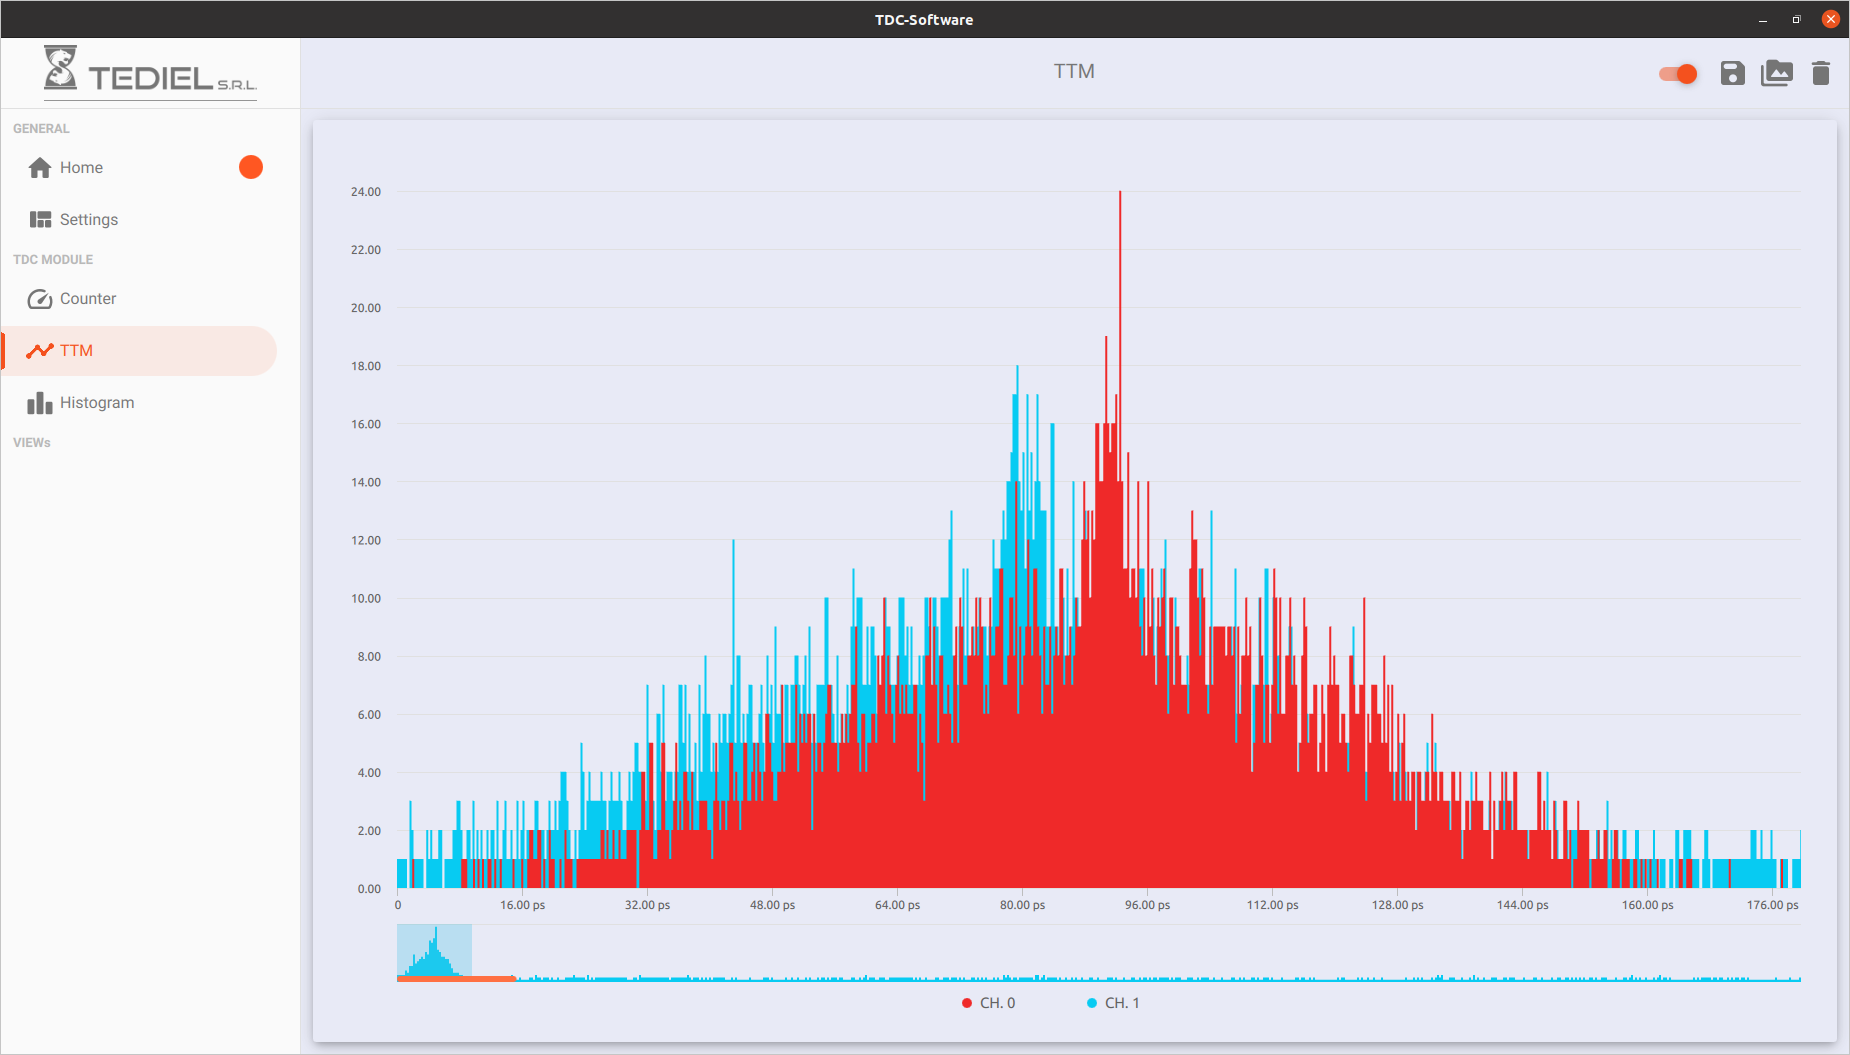 TDC-Software
TEDIEL S.R.L.
TTM
GENERAL
Home
Settings
TDC MODULE
Counter
TTM
Histogram
VIEWs
24.00
22.00
20.00
18.00
16.00
14.00
12.00
10.00
8.00
6.00
4.00
2.00
0.00
0 16.00 ps 32.00 ps 48.00 ps 64.00 ps 80.00 ps 96.00 ps 112.00 ps 128.00 ps 144.00 ps 160.00 ps 176.00 ps
CH. 0 CH. 1